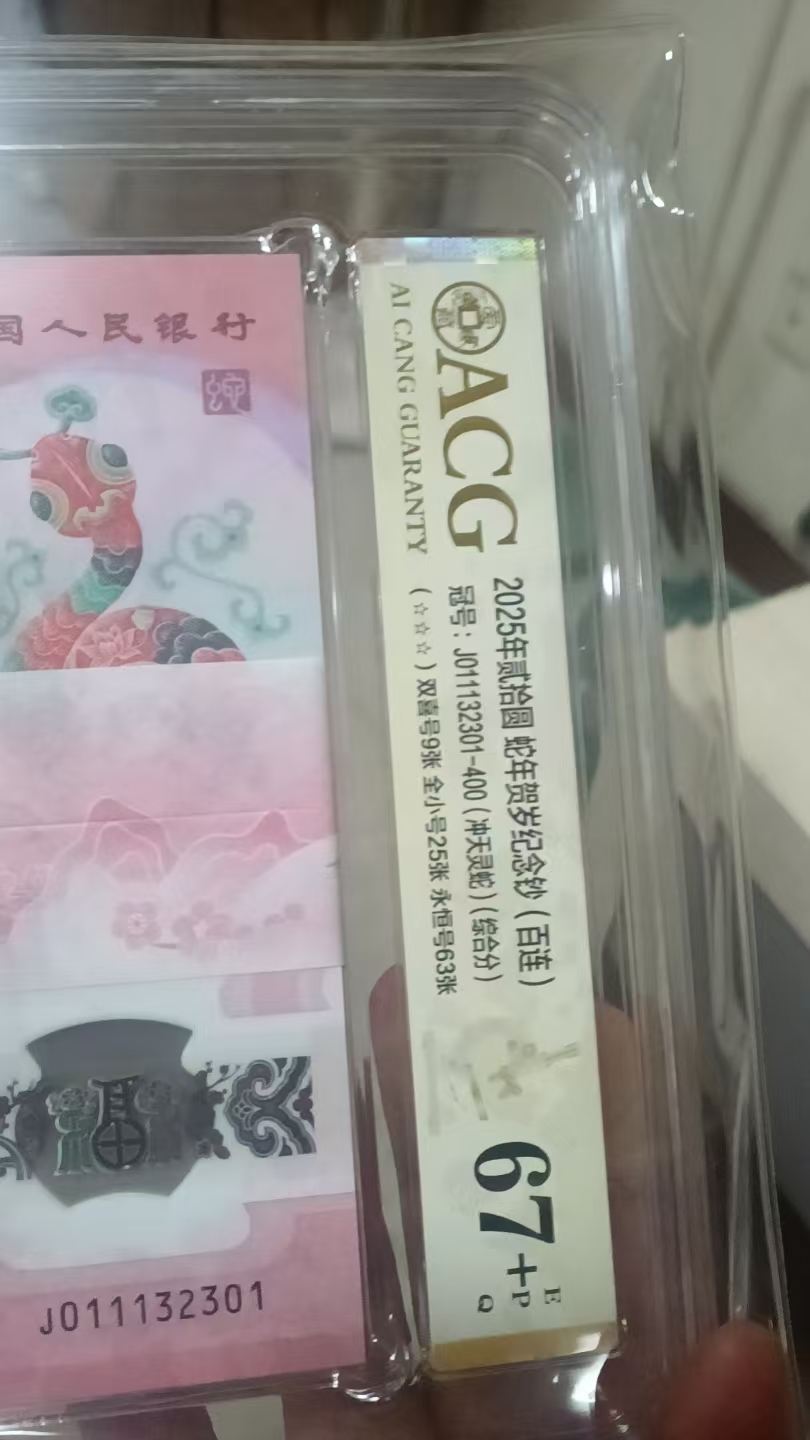 国人民银行
J011132301
ACG
AI CANG GUARANTY
2025年贰拾圆 蛇年贺岁纪念钞（百连）
冠号：J011132301-400（冲天灵蛇）（综合分）
（☆☆☆）双喜号9张 全小号25张 永恒号63张
67+
E
P
Q